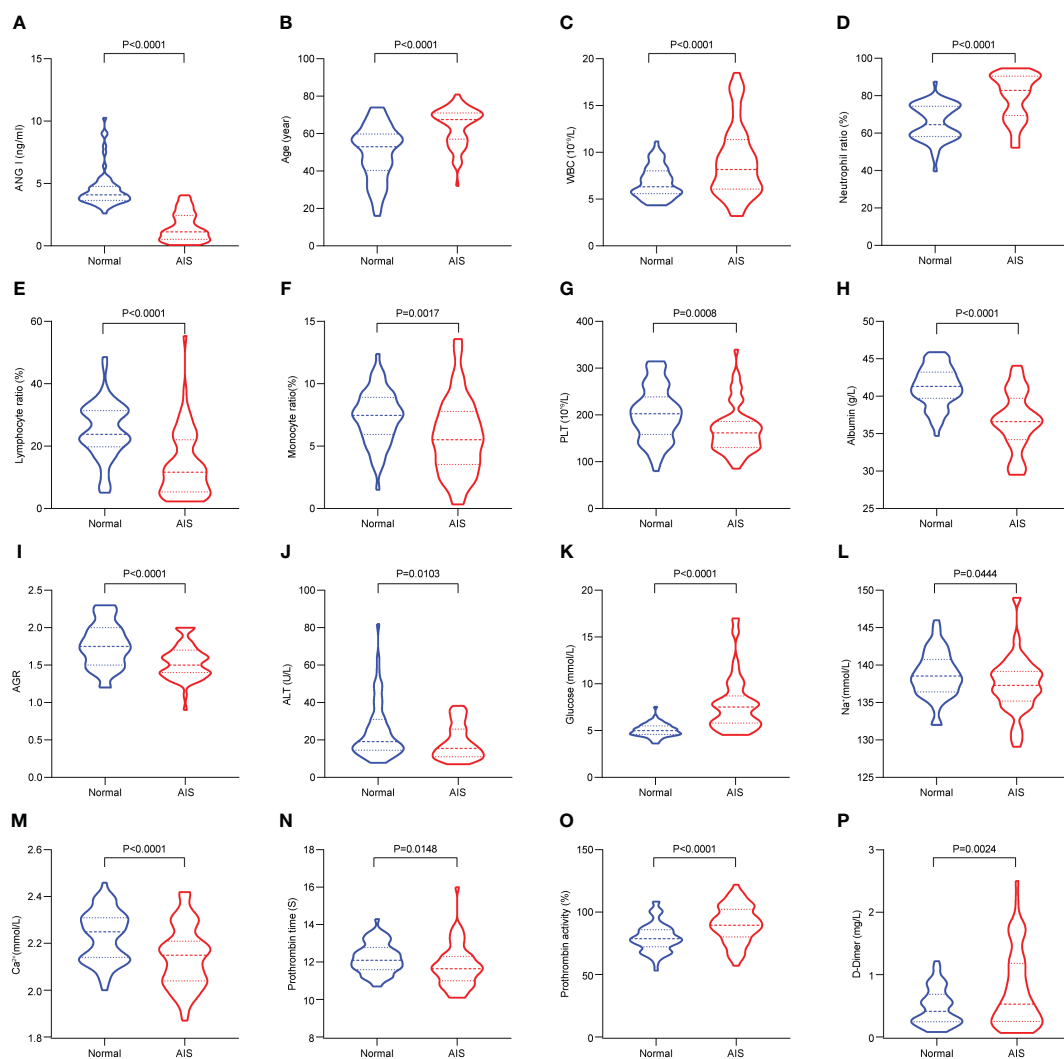 A
B
C
D
P<0.0001
P<0.0001
P<0.0001
P<0.0001
ANG I (ng/ml)
15
10
5
0
Normal
AIS
Age (year)
100
80
60
40
20
0
Normal
AIS
WBC (10^9/L)
20
15
10
5
0
Normal
AIS
Neutrophil ratio (%)
100
90
80
70
60
50
40
30
20
10
0
Normal
AIS
E
F
G
H
P<0.0001
P=0.0017
P=0.0008
P<0.0001
Lymphocyte ratio (%)
60
40
20
0
Normal
AIS
Monocyte ratio(%)
15
10
5
0
Normal
AIS
PLT (10^9/L)
400
300
200
100
0
Normal
AIS
Albumin (g/L)
50
45
40
35
30
25
Normal
AIS
I
J
K
L
P<0.0001
P=0.0103
P<0.0001
P=0.0444
AGR
2.5
2.0
1.5
1.0
0.5
0.0
Normal
AIS
ALT (U/L)
100
80
60
40
20
0
Normal
AIS
Glucose (mmol/L)
20
15
10
5
0
Normal
AIS
Na⁺(mmol/L)
150
145
140
135
130
125
Normal
AIS
M
N
O
P
P<0.0001
P=0.0148
P<0.0001
P=0.0024
Ca²⁺(mmol/L)
2.6
2.4
2.2
2.0
1.8
Normal
AIS
Prothrombin time (S)
18
16
14
12
10
8
Normal
AIS
Prothrombin activity (%)
150
100
50
0
Normal
AIS
D-Dimer (mg/L)
3
2
1
0
Normal
AIS